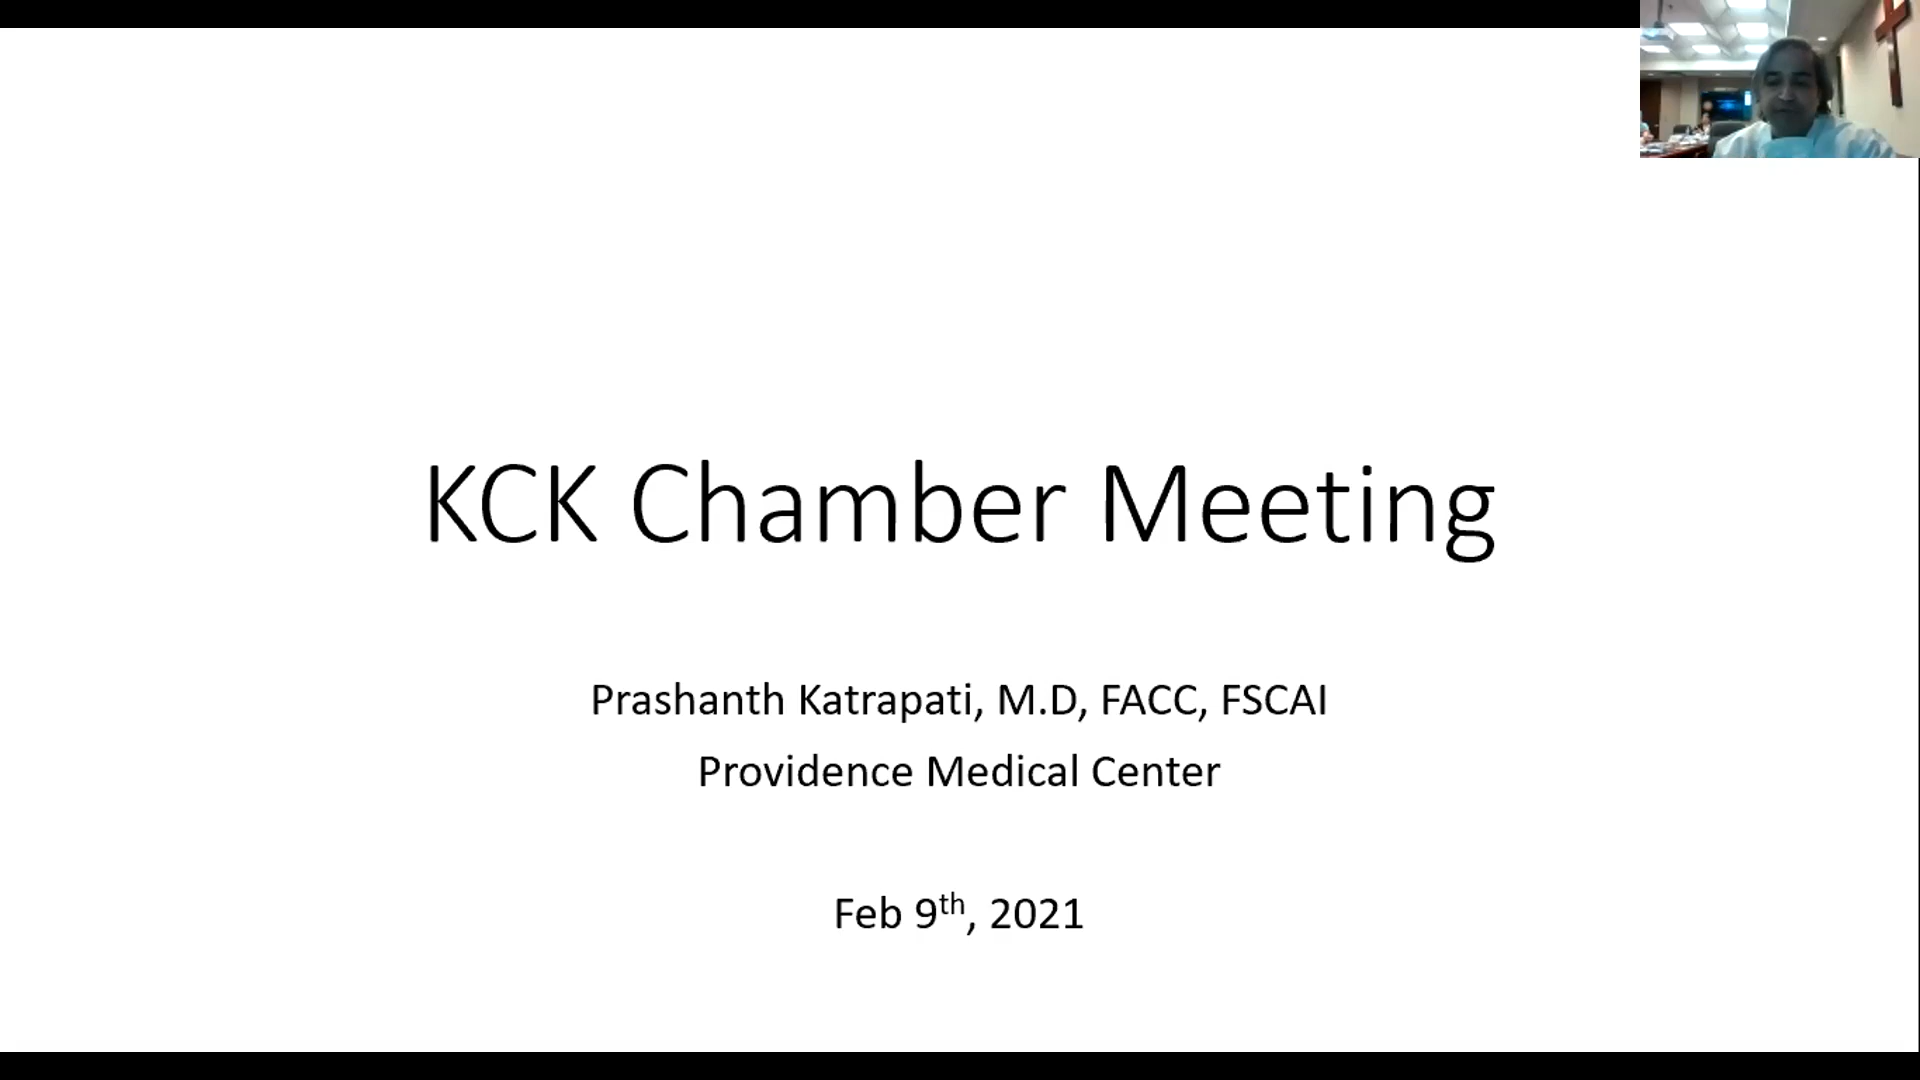 KCK Chamber Meeting
Prashanth Katrapati, M.D, FACC, FSCAI
Providence Medical Center
Feb 9th, 2021